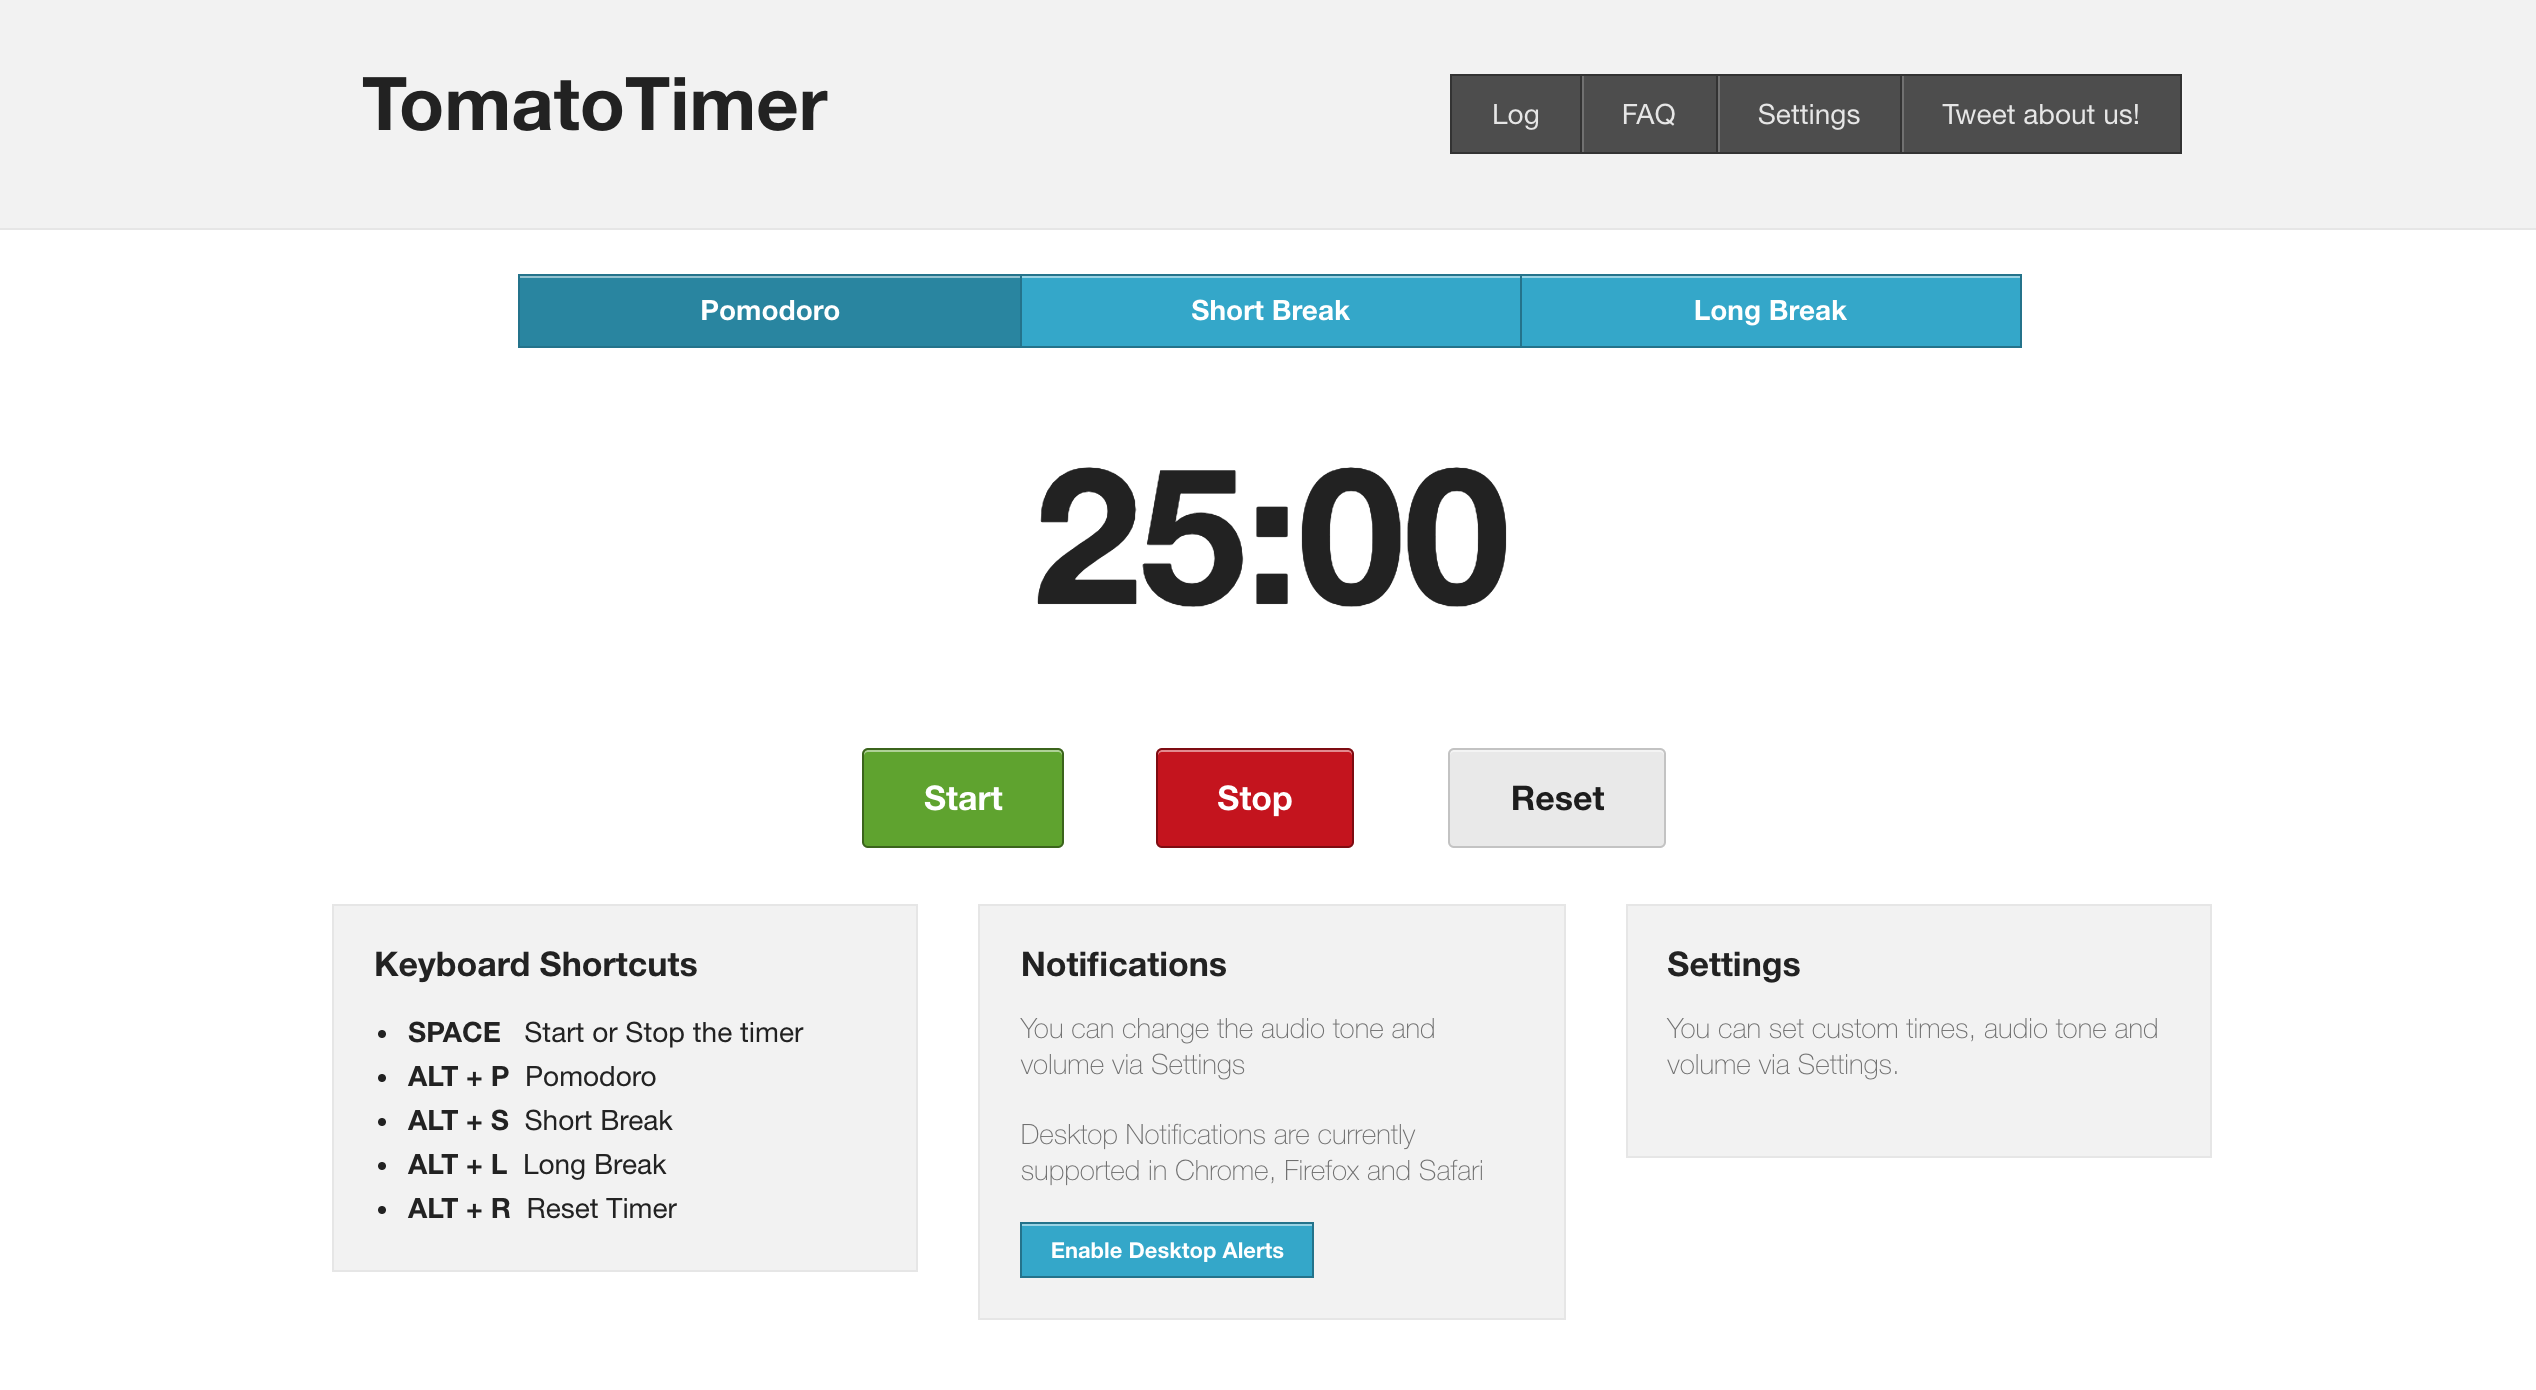 TomatoTimer
Log
FAQ
Settings
Tweet about us!
Pomodoro
Short Break
Long Break
25:00
Start
Stop
Reset
Keyboard Shortcuts
SPACE Start or Stop the timer
ALT + P Pomodoro
ALT + S Short Break
ALT + L Long Break
ALT + R Reset Timer
Notifications
You can change the audio tone and
volume via Settings
Desktop Notifications are currently
supported in Chrome, Firefox and Safari
Enable Desktop Alerts
Settings
You can set custom times, audio tone and
volume via Settings.